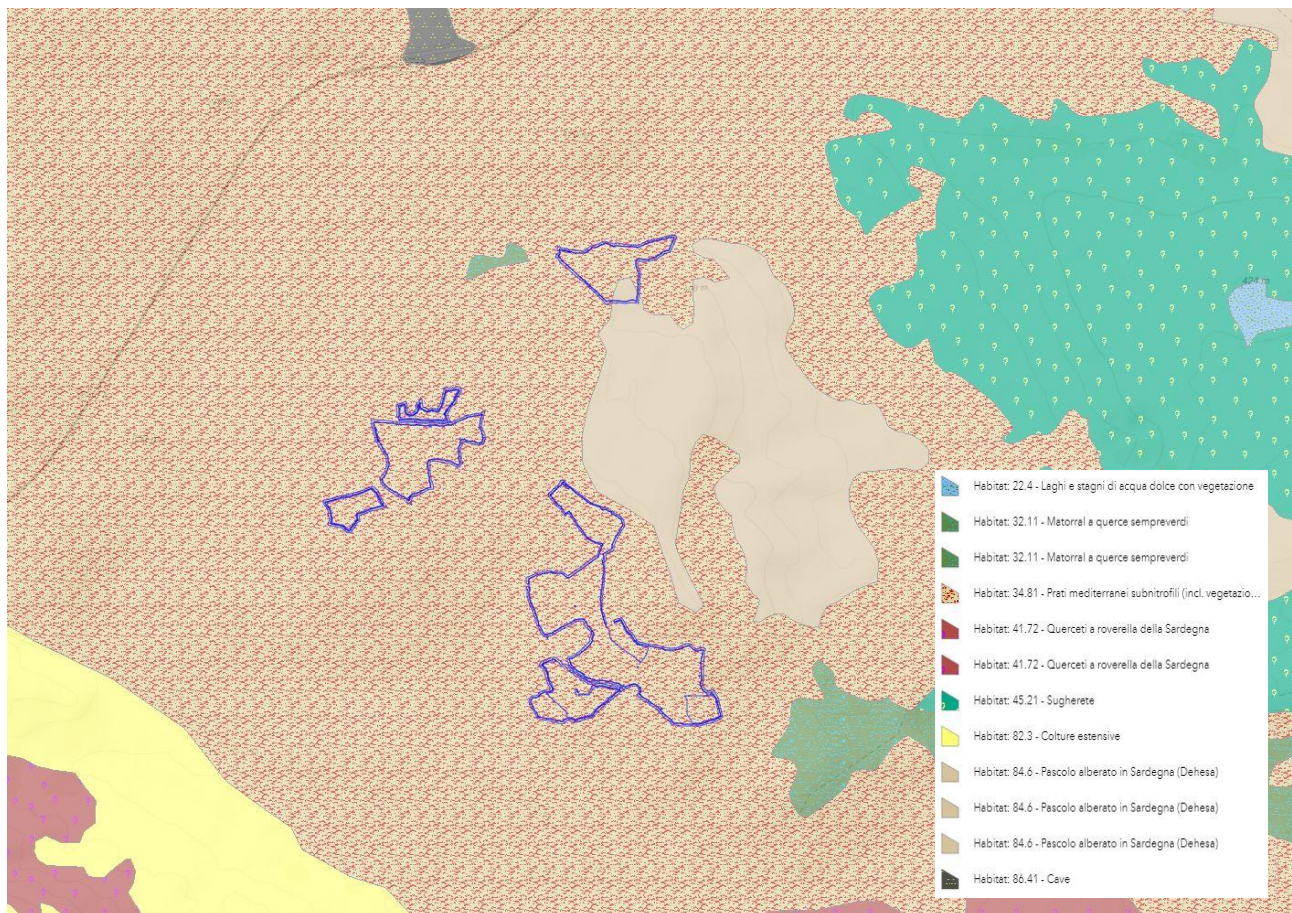 424 m
Habitat: 22.4 - Laghi e stagni di acqua dolce con vegetazione
Habitat: 32.11 - Matorral a querce sempreverdi
Habitat: 32.11 - Matorral a querce sempreverdi
Habitat: 34.81 - Prati mediterranei subnitrofili (incl. vegetazio...
Habitat: 41.72 - Querceti a roverella della Sardegna
Habitat: 41.72 - Querceti a roverella della Sardegna
Habitat: 45.21 - Sugherete
Habitat: 82.3 - Colture estensive
Habitat: 84.6 - Pascolo alberato in Sardegna (Dehesa)
Habitat: 84.6 - Pascolo alberato in Sardegna (Dehesa)
Habitat: 84.6 - Pascolo alberato in Sardegna (Dehesa)
Habitat: 86.41 - Cave